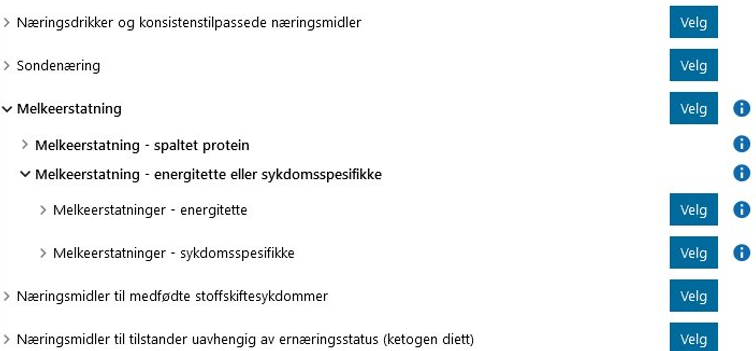 Næringsdrikker og konsistenstilpassede næringsmidler Velg
Sondenæring Velg
Melkeerstatning Velg
Melkeerstatning - spaltet protein
Melkeerstatning - energitette eller sykdomsspesifikke
Melkeerstatninger - energitette Velg
Melkeerstatninger - sykdomsspesifikke Velg
Næringsmidler til medfødte stoffskiftesykdommer Velg
Næringsmidler til tilstander uavhengig av ernæringsstatus (ketogen diett) Velg